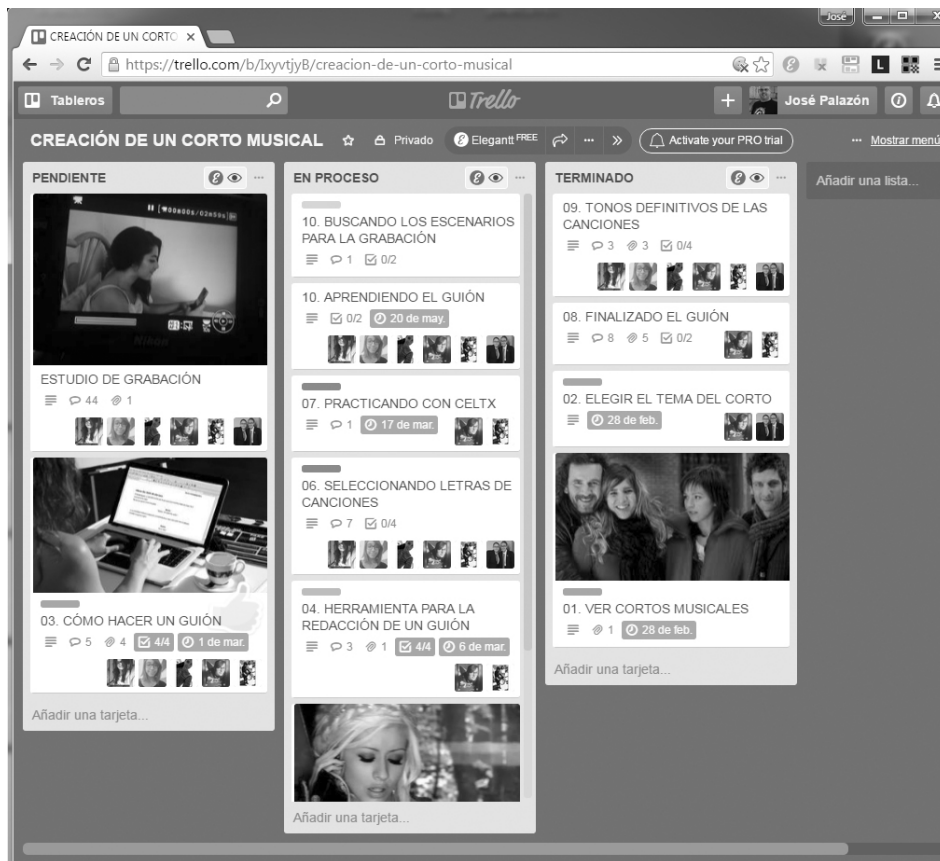 José
CREACIÓN DE UN CORTO
https://trello.com/b/IxyvtjyB/creacion-de-un-corto-musical
L
Tableros
Trello
José Palazón
CREACIÓN DE UN CORTO MUSICAL
Privado
Elegantt FREE
Activate your PRO trial
Mostrar menú
PENDIENTE
ESTUDIO DE GRABACIÓN
44 1
03. CÓMO HACER UN GUIÓN
5 4 4/4 1 de mar.
Añadir una tarjeta...
EN PROCESO
10. BUSCANDO LOS ESCENARIOS
PARA LA GRABACIÓN
1 0/2
10. APRENDIENDO EL GUIÓN
0/2 20 de may.
07. PRACTICANDO CON CELTX
1 17 de mar.
06. SELECCIONANDO LETRAS DE
CANCIONES
7 0/4
04. HERRAMIENTA PARA LA
REDACCIÓN DE UN GUIÓN
3 1 4/4 6 de mar.
Añadir una tarjeta...
TERMINADO
09. TONOS DEFINITIVOS DE LAS
CANCIONES
3 3 0/4
08. FINALIZADO EL GUIÓN
8 5 0/2
02. ELEGIR EL TEMA DEL CORTO
28 de feb.
01. VER CORTOS MUSICALES
1 28 de feb.
Añadir una tarjeta...
Añadir una lista...